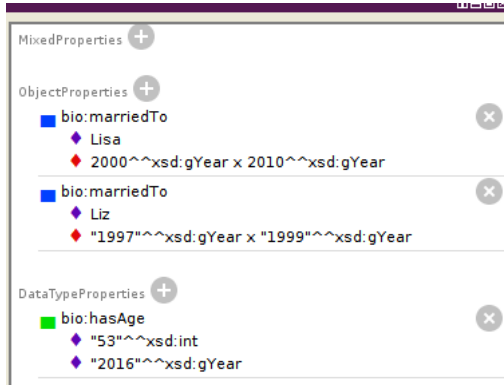 MixedProperties
ObjectProperties
bio:marriedTo
Lisa
2000^^xsd:gYear x 2010^^xsd:gYear
bio:marriedTo
Liz
"1997"^^xsd:gYear x "1999"^^xsd:gYear
DataTypeProperties
bio:hasAge
"53"^^xsd:int
"2016"^^xsd:gYear